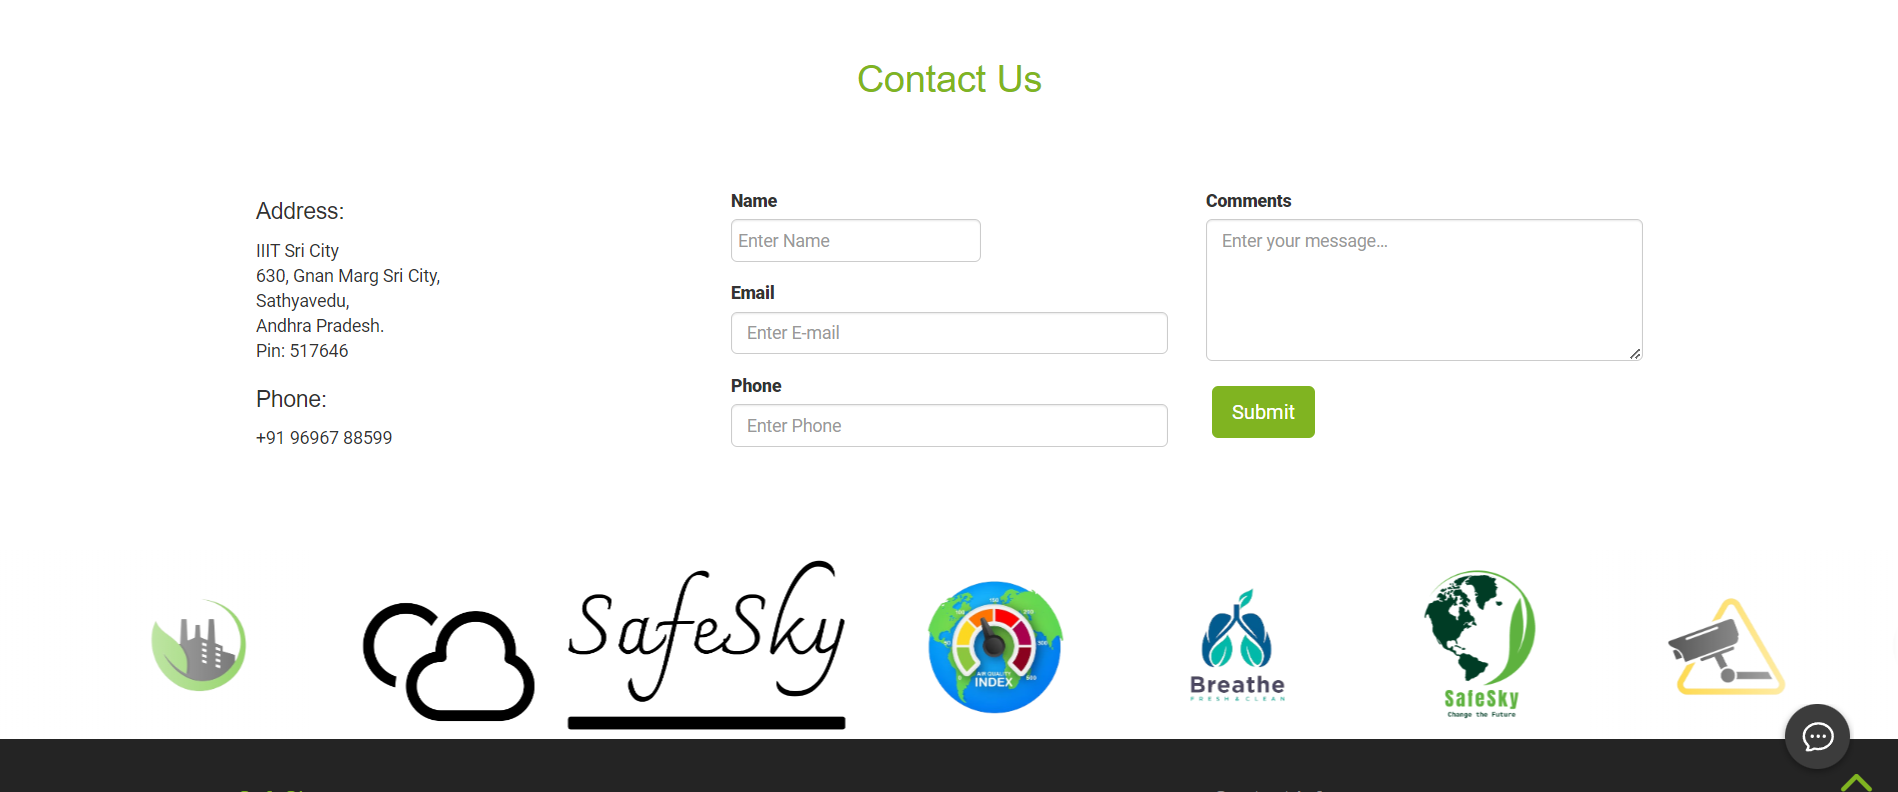 Contact Us
Address:
IIIT Sri City
630, Gnan Marg Sri City,
Sathyavedu,
Andhra Pradesh.
Pin: 517646
Phone:
+91 96967 88599
Name
Enter Name
Email
Enter E-mail
Phone
Enter Phone
Comments
Enter your message...
Submit
SafeSky
AIR QUALITY
INDEX
Breathe
FRESH & CLEAN
SafeSky
Change the Future